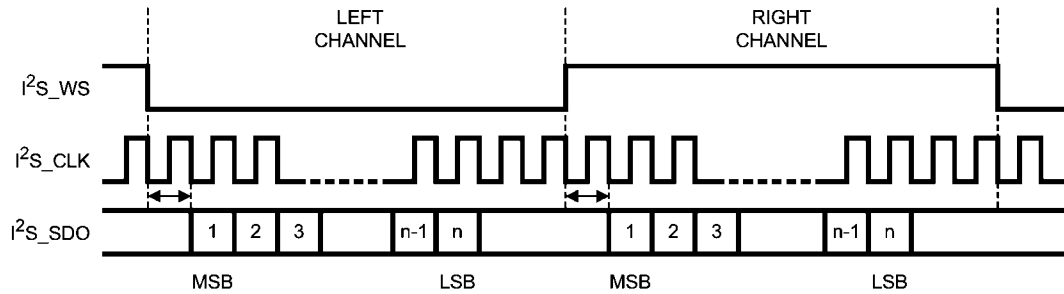 LEFT
CHANNEL
RIGHT
CHANNEL
I²S_WS
I²S_CLK
I²S_SDO
1 2 3 n-1 n 1 2 3 n-1 n
MSB LSB MSB LSB